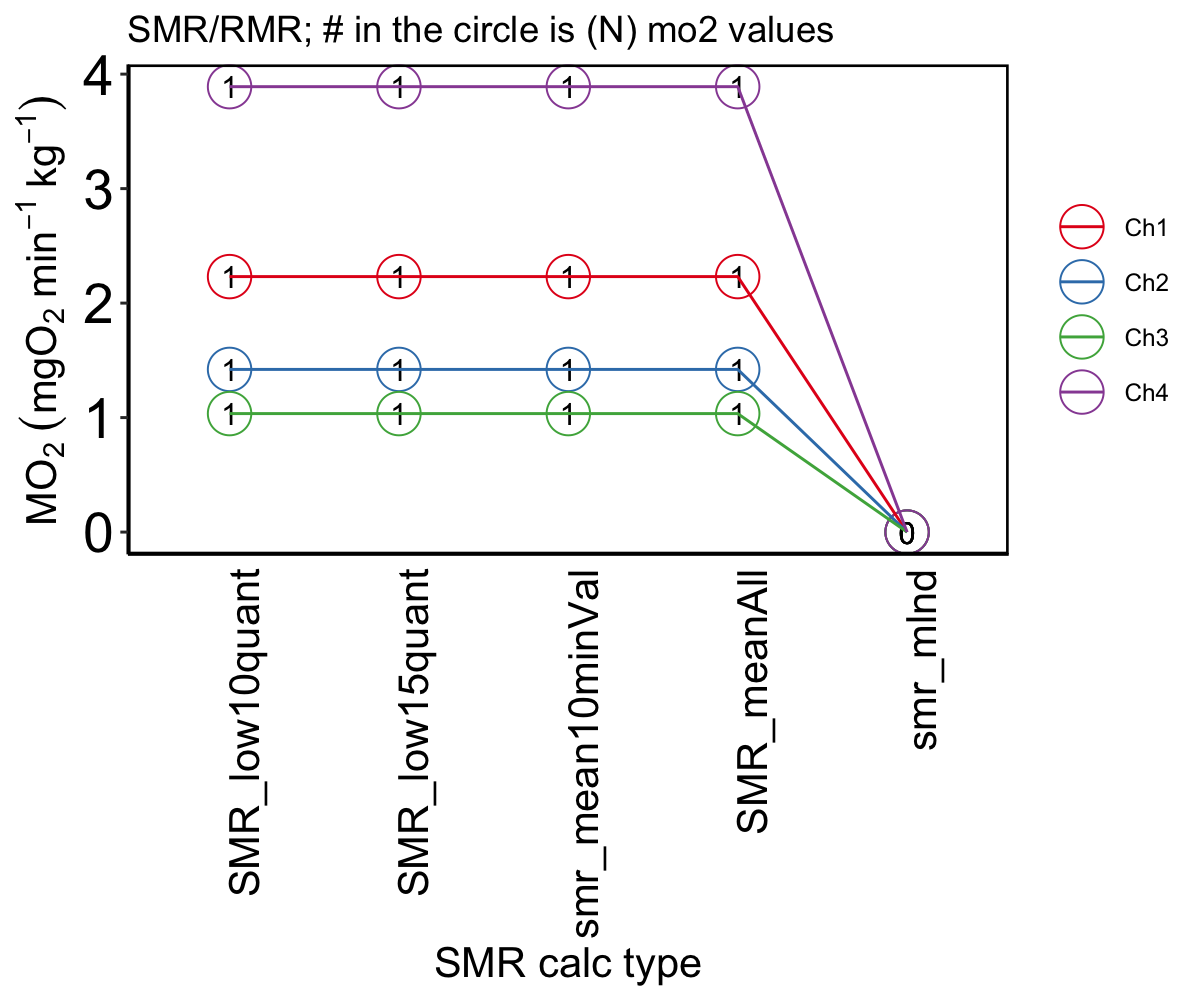 SMR/RMR; # in the circle is (N) mo2 values
MO₂ (mgO₂ min⁻¹ kg⁻¹)
4
3
2
1
0
1 1 1 1
1 1 1 1
1 1 1 1
1 1 1 1
0
Ch1
Ch2
Ch3
Ch4
SMR_low10quant
SMR_low15quant
smr_mean10minVal
SMR_meanAll
smr_mlnd
SMR calc type